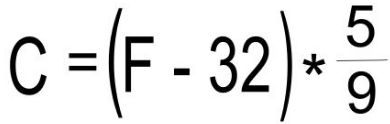 C = (F - 32) * 5/9